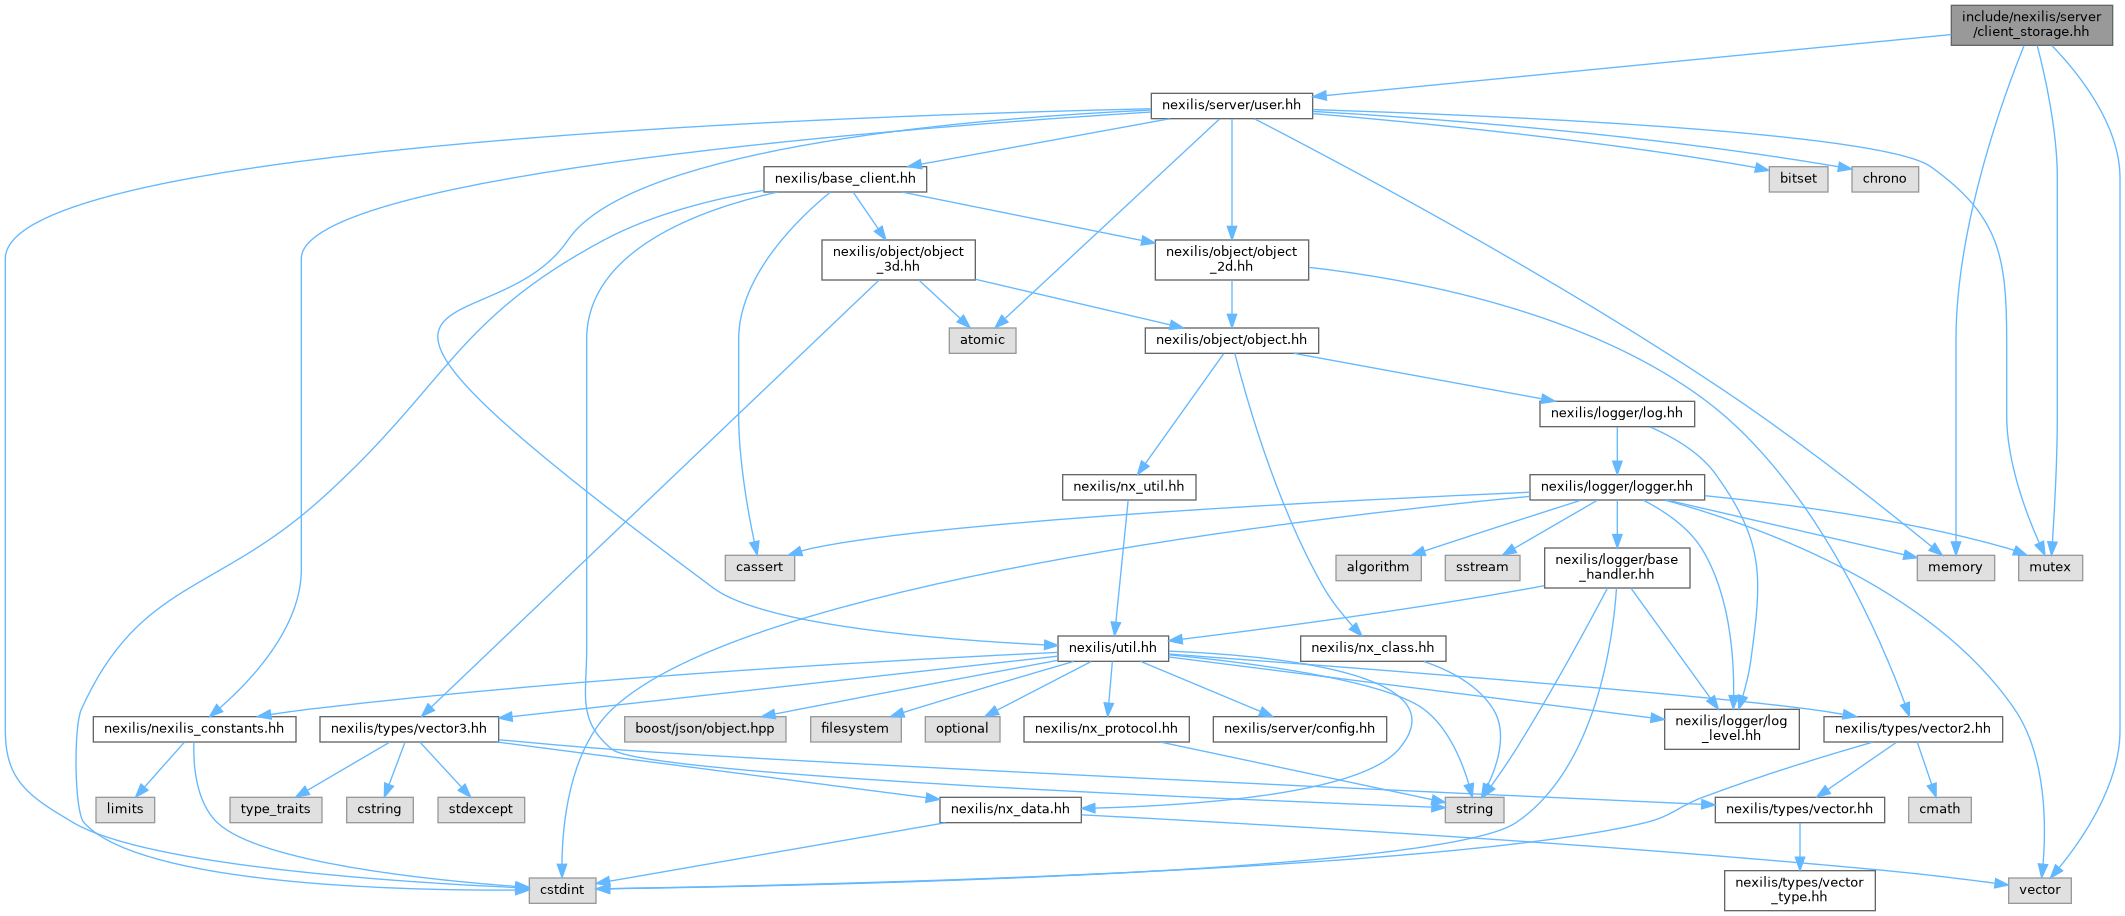 include/nexilis/server
/client_storage.hh
nexilis/server/user.hh
nexilis/base_client.hh
bitset
chrono
nexilis/object/object
_3d.hh
nexilis/object/object
_2d.hh
atomic
nexilis/object/object.hh
nexilis/logger/log.hh
nexilis/nx_util.hh
nexilis/logger/logger.hh
cassert
algorithm
sstream
nexilis/logger/base
_handler.hh
memory
mutex
nexilis/util.hh
nexilis/nx_class.hh
nexilis/nexilis_constants.hh
nexilis/types/vector3.hh
boost/json/object.hpp
filesystem
optional
nexilis/nx_protocol.hh
nexilis/server/config.hh
nexilis/logger/log
_level.hh
nexilis/types/vector2.hh
limits
type_traits
cstring
stdexcept
nexilis/nx_data.hh
string
nexilis/types/vector.hh
cmath
cstdint
nexilis/types/vector
_type.hh
vector